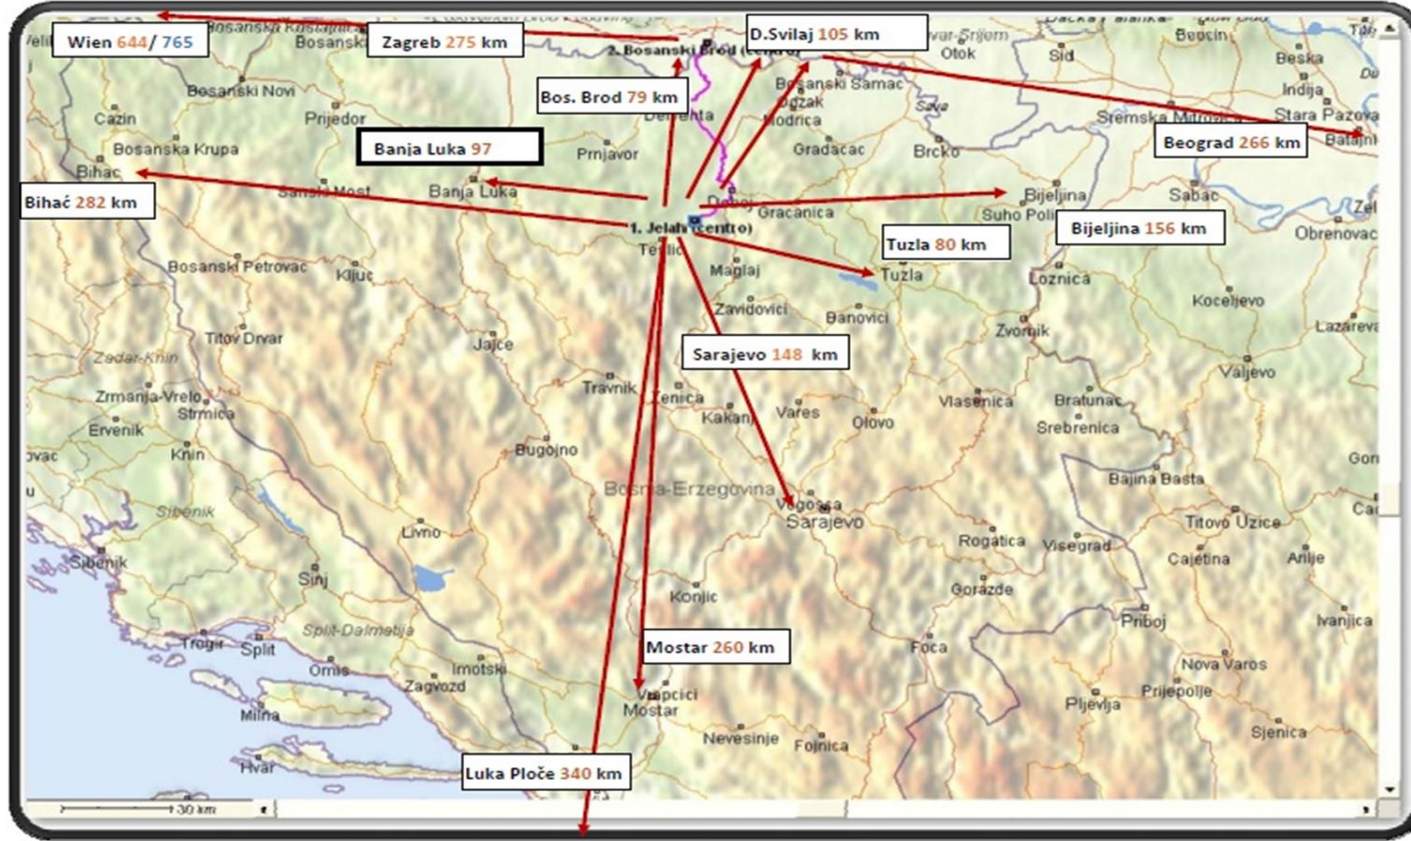 Wien 644/ 765
Zagreb 275 km
D.Svilaj 105 km
2. Bosanski Brod (centro)
Otok
Sid
Beocin
Beska
Indija
Bosanski Novi
Bos. Brod 79 km
Bosanski Samac
Odzak
Modrica
Sava
Stara Pazova
Sremska Mitrovica
Cazin
Prijedor
Derventa
Beograd 266 km
Bosanska Krupa
Banja Luka 97
Prnjavor
Gradacac
Brcko
Bihac
Sanski Most
Banja Luka
Doboj
Gracanica
Bijeljina
Suho Polje
Sabac
Bihać 282 km
1. Jelah (centro)
Bijeljina 156 km
Obrenovac
Teslic
Tuzla 80 km
Bosanski Petrovac
Kljuc
Maglaj
Tuzla
Loznica
Zavidovici
Banovici
Koceljevo
Titov Drvar
Jajce
Zvornik
Lazareva
Zadar-Knin
Sarajevo 148 km
Valjevo
Zrmanja-Vrelo
Strmica
Travnik
Zenica
Kakanj
Vares
Olovo
Vlasenica
Bratunac
Ervenik
Srebrenica
Knin
Bugojno
Bajina Basta
Bosnia-Erzegovina
Sibenik
Vogosca
Sarajevo
Livno
Titovo Uzice
Rogatica
Visegrad
Cajetina
Arilje
Sibenik
Sinj
Konjic
Gorazde
Priboj
Ivanjica
Split-Dalmatija
Trogir
Split
Mostar 260 km
Foca
Omis
Imotski
Zagvozd
Nova Varos
Prijepolje
Vrapcici
Mostar
Pljevlja
Milna
Nevesinje
Fojnica
Sjenica
Hvar
Luka Ploče 340 km
30 km